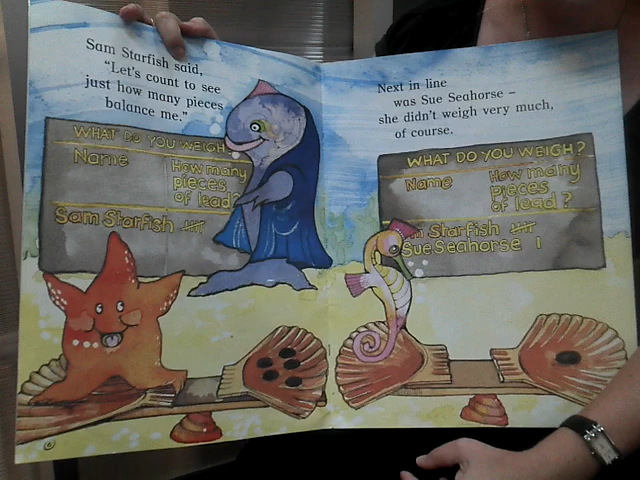 Sam Starfish said,
"Let's count to see
just how many pieces
balance me."
WHAT DO YOU WEIGH
Name
How many
pieces
of lead
Sam Starfish
6
Next in line
was Sue Seahorse –
she didn't weigh very much,
of course.
WHAT DO YOU WEIGH?
Name
How many
pieces
of lead?
Starfish
Sue Seahorse 1